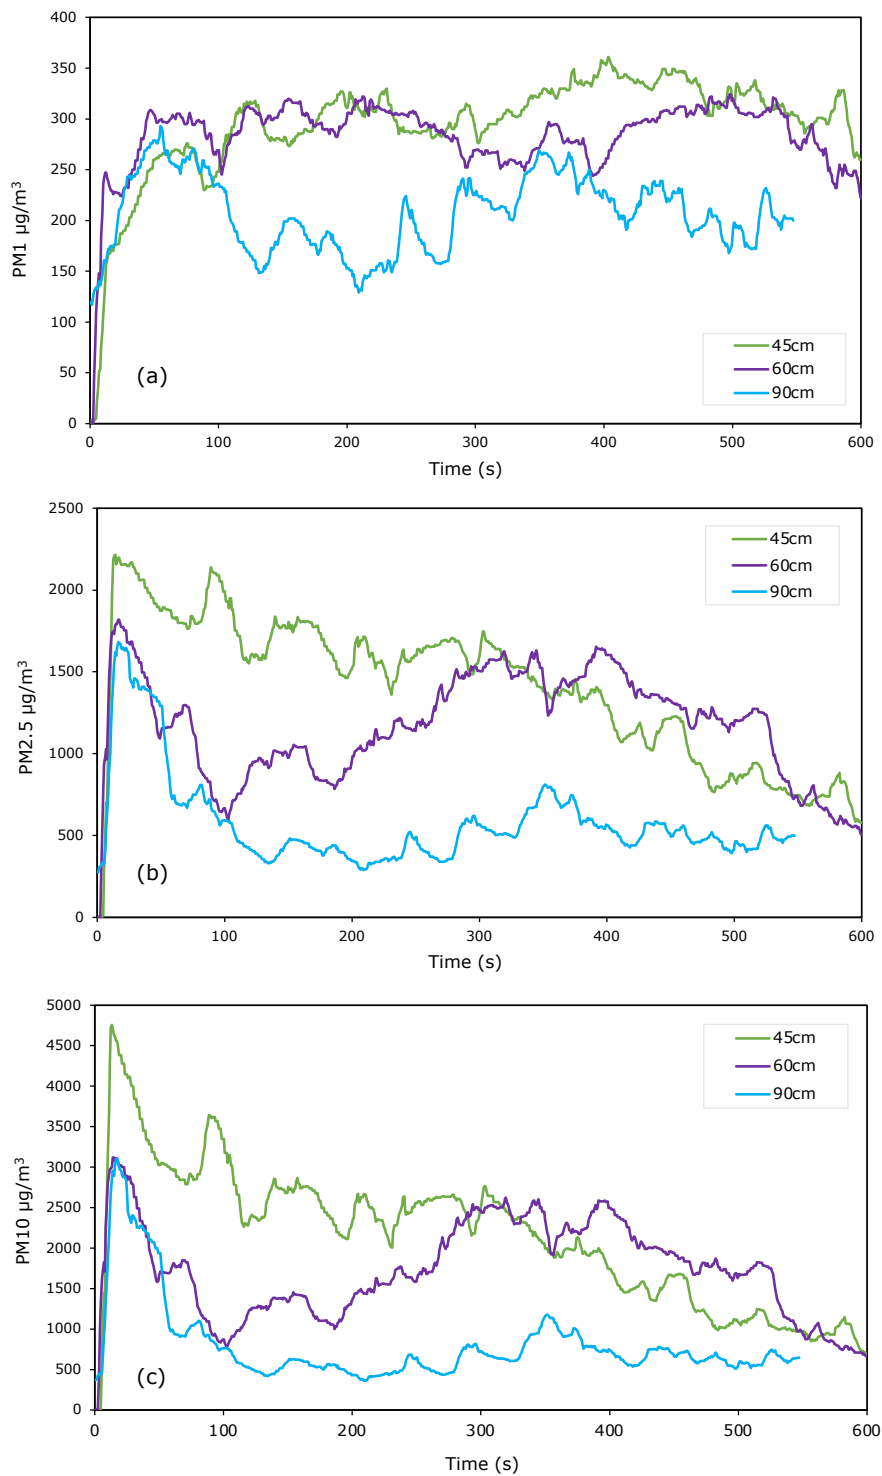 400
350
300
250
200
150
100
50
0
PM1 µg/m³
(a)
45cm
60cm
90cm
0 100 200 300 400 500 600
Time (s)
2500
2000
1500
1000
500
0
PM2.5 µg/m³
45cm
60cm
90cm
(b)
0 100 200 300 400 500 600
Time (s)
5000
4500
4000
3500
3000
2500
2000
1500
1000
500
0
PM10 µg/m³
45cm
60cm
90cm
(c)
0 100 200 300 400 500 600
Time (s)